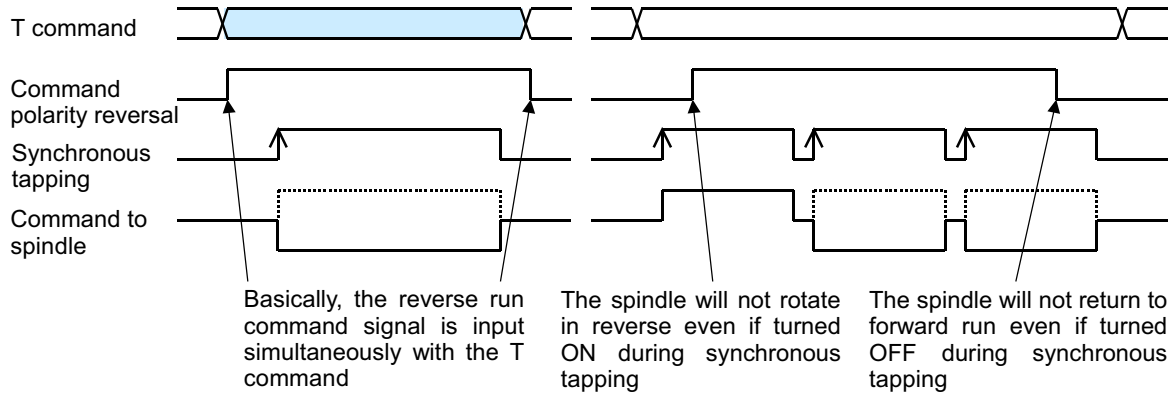 T command
Command
polarity reversal
Synchronous
tapping
Command to
spindle
Basically, the reverse run
command signal is input
simultaneously with the T
command
The spindle will not rotate
in reverse even if turned
ON during synchronous
tapping
The spindle will not return to
forward run even if turned
OFF during synchronous
tapping